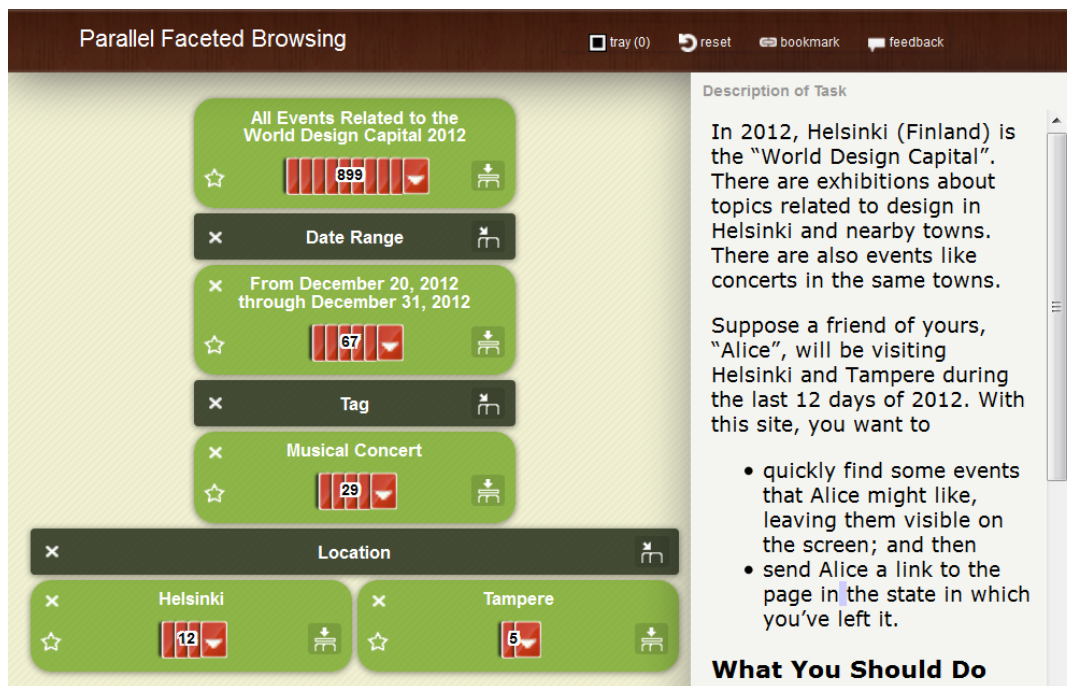 Parallel Faceted Browsing
tray (0)
reset
bookmark
feedback
All Events Related to the
World Design Capital 2012
899
Date Range
From December 20, 2012
through December 31, 2012
67
Tag
Musical Concert
29
Location
Helsinki
12
Tampere
5
Description of Task
In 2012, Helsinki (Finland) is
the “World Design Capital”.
There are exhibitions about
topics related to design in
Helsinki and nearby towns.
There are also events like
concerts in the same towns.
Suppose a friend of yours,
“Alice”, will be visiting
Helsinki and Tampere during
the last 12 days of 2012. With
this site, you want to
• quickly find some events
that Alice might like,
leaving them visible on
the screen; and then
• send Alice a link to the
page in the state in which
you’ve left it.
What You Should Do